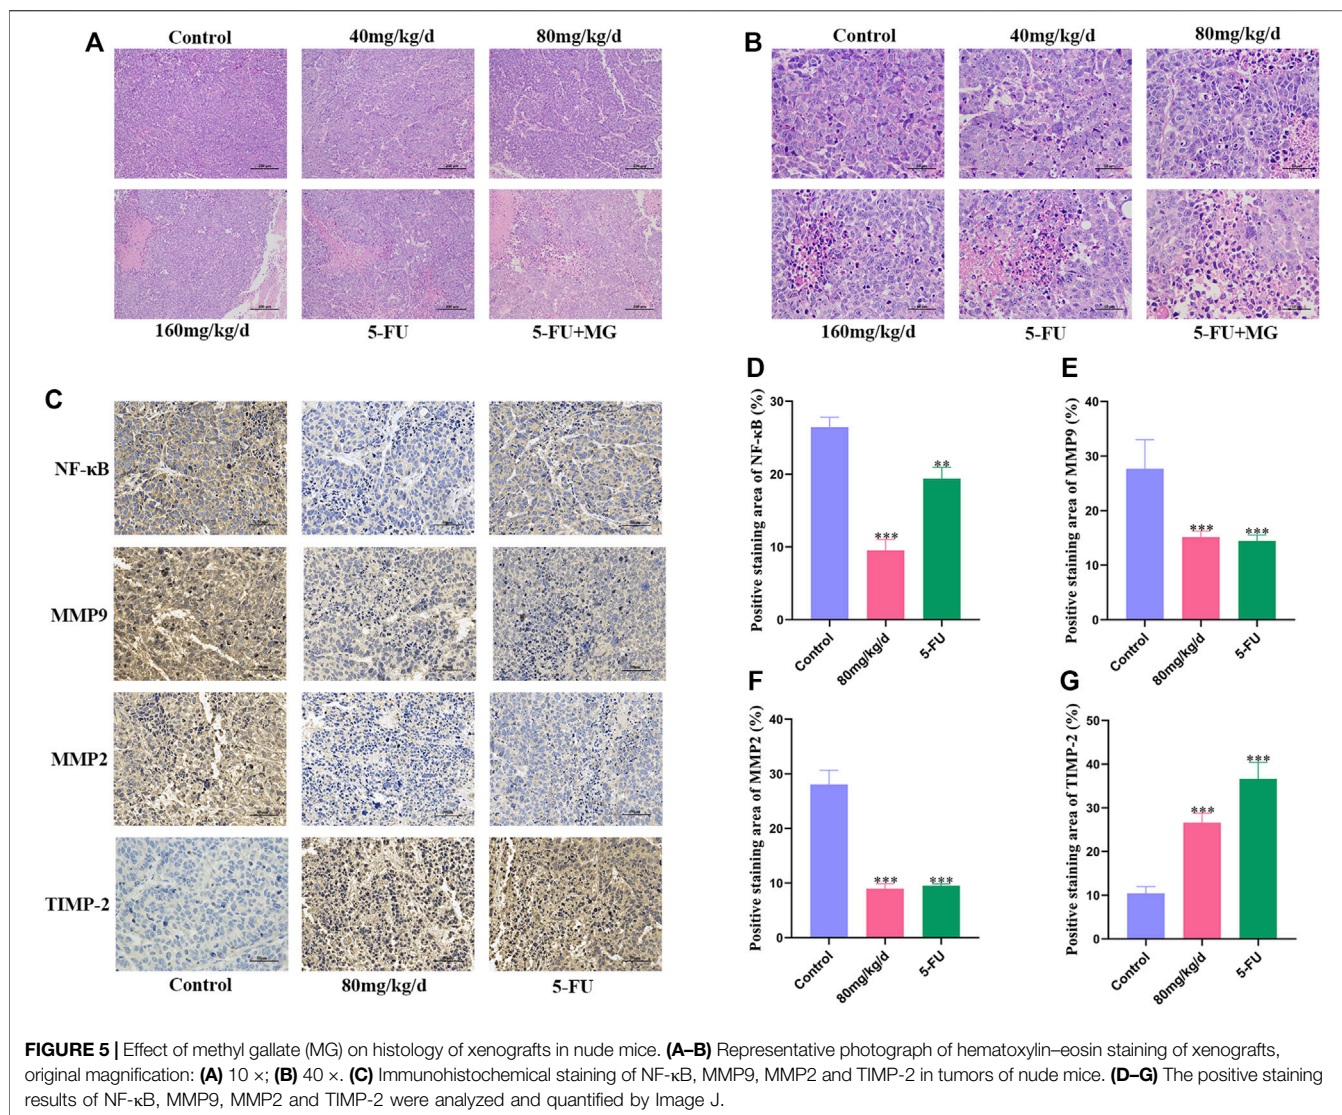 A
Control
40mg/kg/d
80mg/kg/d
160mg/kg/d
5-FU
5-FU+MG
B
Control
40mg/kg/d
80mg/kg/d
160mg/kg/d
5-FU
5-FU+MG
C
NF-κB
MMP9
MMP2
TIMP-2
Control
80mg/kg/d
5-FU
D
Positive staining area of NF-κB (%)
30
20
10
0
***
**
Control
80mg/kg/d
5-FU
E
Positive staining area of MMP9 (%)
40
30
20
10
0
***
***
Control
80mg/kg/d
5-FU
F
Positive staining area of MMP2 (%)
40
30
20
10
0
***
***
Control
80mg/kg/d
5-FU
G
Positive staining area of TIMP-2 (%)
50
40
30
20
10
0
***
***
Control
80mg/kg/d
5-FU
FIGURE 5 | Effect of methyl gallate (MG) on histology of xenografts in nude mice. (A–B) Representative photograph of hematoxylin–eosin staining of xenografts,
original magnification: (A) 10 ×; (B) 40 ×. (C) Immunohistochemical staining of NF-κB, MMP9, MMP2 and TIMP-2 in tumors of nude mice. (D–G) The positive staining
results of NF-κB, MMP9, MMP2 and TIMP-2 were analyzed and quantified by Image J.